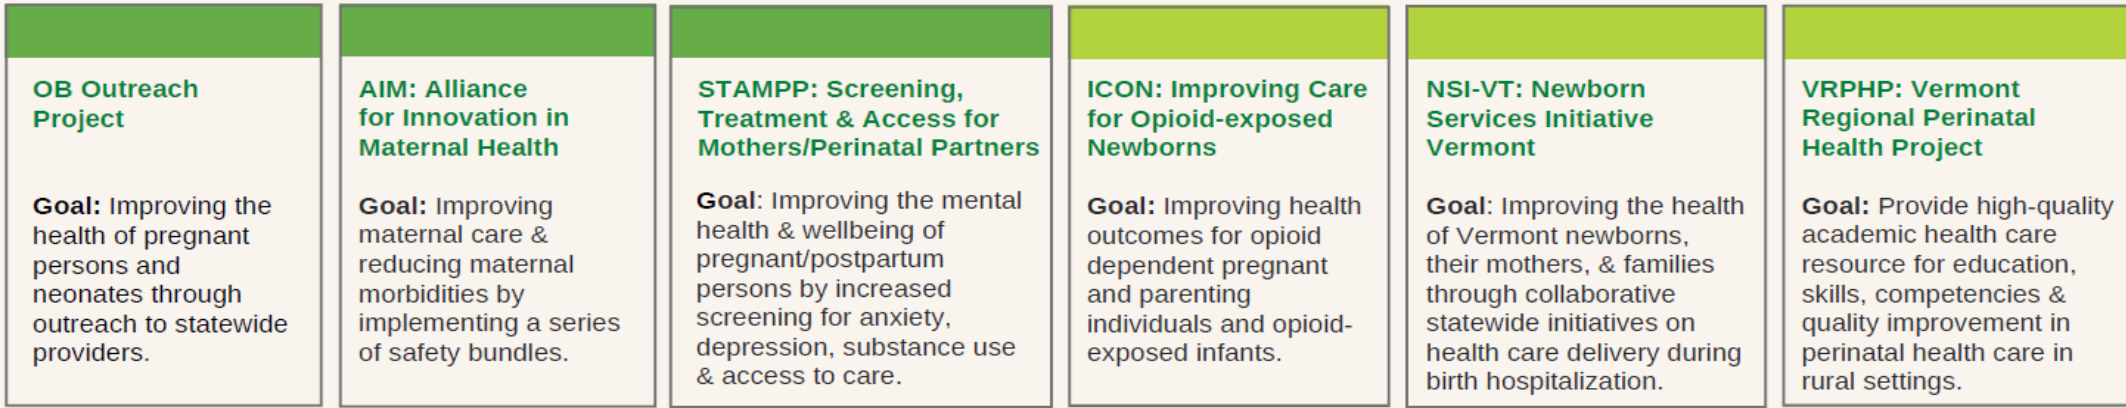 OB Outreach
Project
Goal: Improving the
health of pregnant
persons and
neonates through
outreach to statewide
providers.
AIM: Alliance
for Innovation in
Maternal Health
Goal: Improving
maternal care &
reducing maternal
morbidities by
implementing a series
of safety bundles.
STAMPP: Screening,
Treatment & Access for
Mothers/Perinatal Partners
Goal: Improving the mental
health & wellbeing of
pregnant/postpartum
persons by increased
screening for anxiety,
depression, substance use
& access to care.
ICON: Improving Care
for Opioid-exposed
Newborns
Goal: Improving health
outcomes for opioid
dependent pregnant
and parenting
individuals and opioid-
exposed infants.
NSI-VT: Newborn
Services Initiative
Vermont
Goal: Improving the health
of Vermont newborns,
their mothers, & families
through collaborative
statewide initiatives on
health care delivery during
birth hospitalization.
VRPHP: Vermont
Regional Perinatal
Health Project
Goal: Provide high-quality
academic health care
resource for education,
skills, competencies &
quality improvement in
perinatal health care in
rural settings.